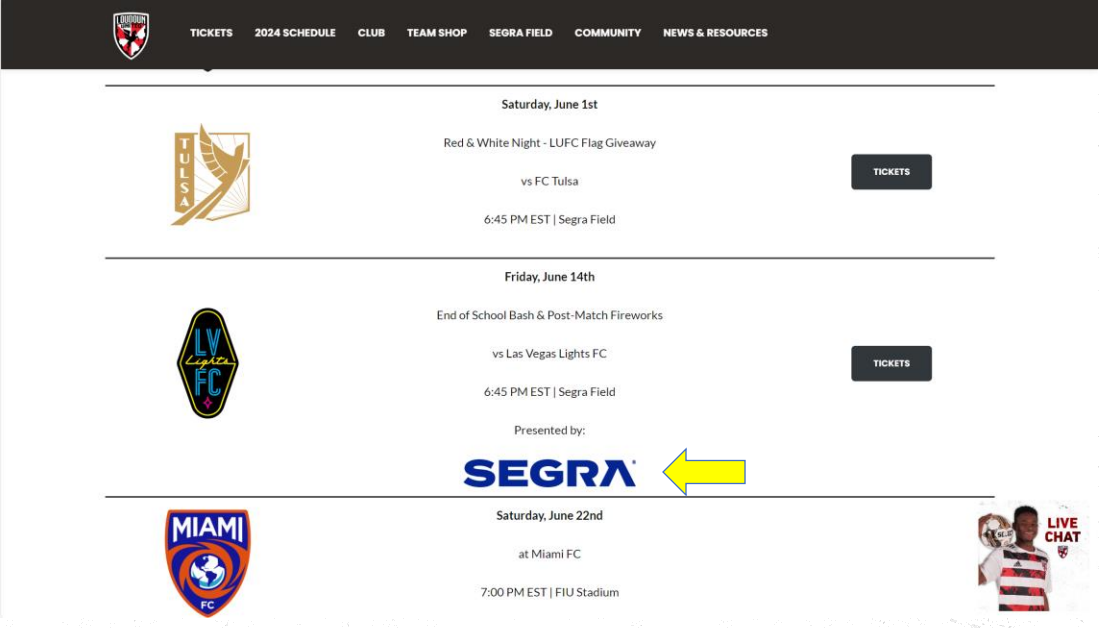 LOUDOUN
TICKETS 2024 SCHEDULE CLUB TEAM SHOP SEGRA FIELD COMMUNITY NEWS & RESOURCES
Saturday, June 1st
Red & White Night - LUFC Flag Giveaway
vs FC Tulsa
6:45 PM EST | Segra Field
TULSA
TICKETS
Friday, June 14th
End of School Bash & Post-Match Fireworks
vs Las Vegas Lights FC
6:45 PM EST | Segra Field
Presented by:
SEGRA
LV
Lights
FC
TICKETS
Saturday, June 22nd
at Miami FC
7:00 PM EST | FIU Stadium
MIAMI
FC
LIVE
CHAT